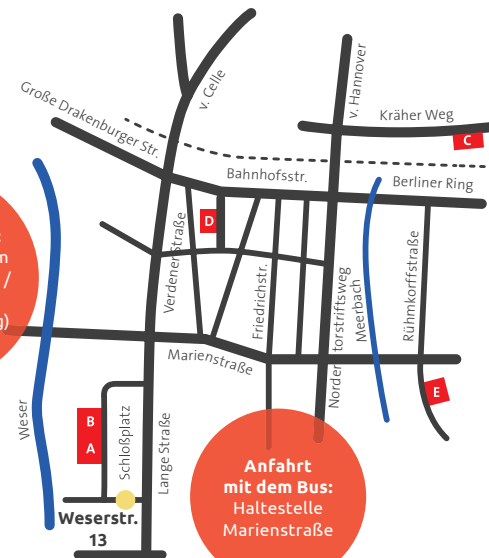 v. Celle
v. Hannover
Große Drakenburger Str.
Kräher Weg
C
Bahnhofsstr.
Berliner Ring
D
Verdener Straße
Friedrichstr.
Meerbach
Rühmkorffstraße
/
g)
Marienstraße
E
Weser
B
A
Schloßplatz
Lange Straße
Weserstr.
13
Anfahrt
mit dem Bus:
Haltestelle
Marienstraße